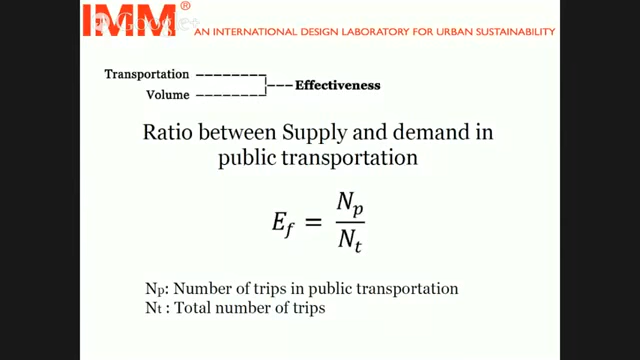 Google+
IMM®
AN INTERNATIONAL DESIGN LABORATORY FOR URBAN SUSTAINABILITY
Transportation
Volume
Effectiveness
Ratio between Supply and demand in
public transportation
E_f = N_p / N_t
Np: Number of trips in public transportation
Nt : Total number of trips